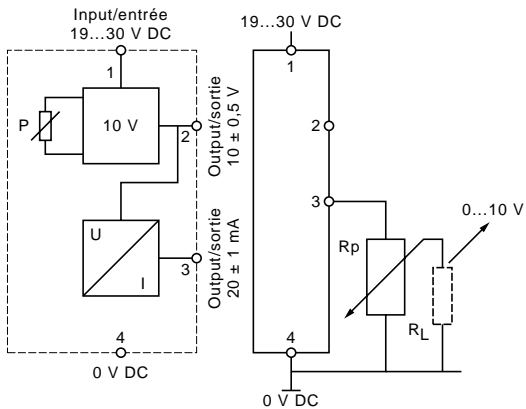 Input/entrée
19...30 V DC
1
P
10 V
2
Output/sortie
10 ± 0,5 V
U
I
3
Output/sortie
20 ± 1 mA
4
0 V DC
19...30 V DC
1
2
3
0...10 V
Rp
RL
4
0 V DC